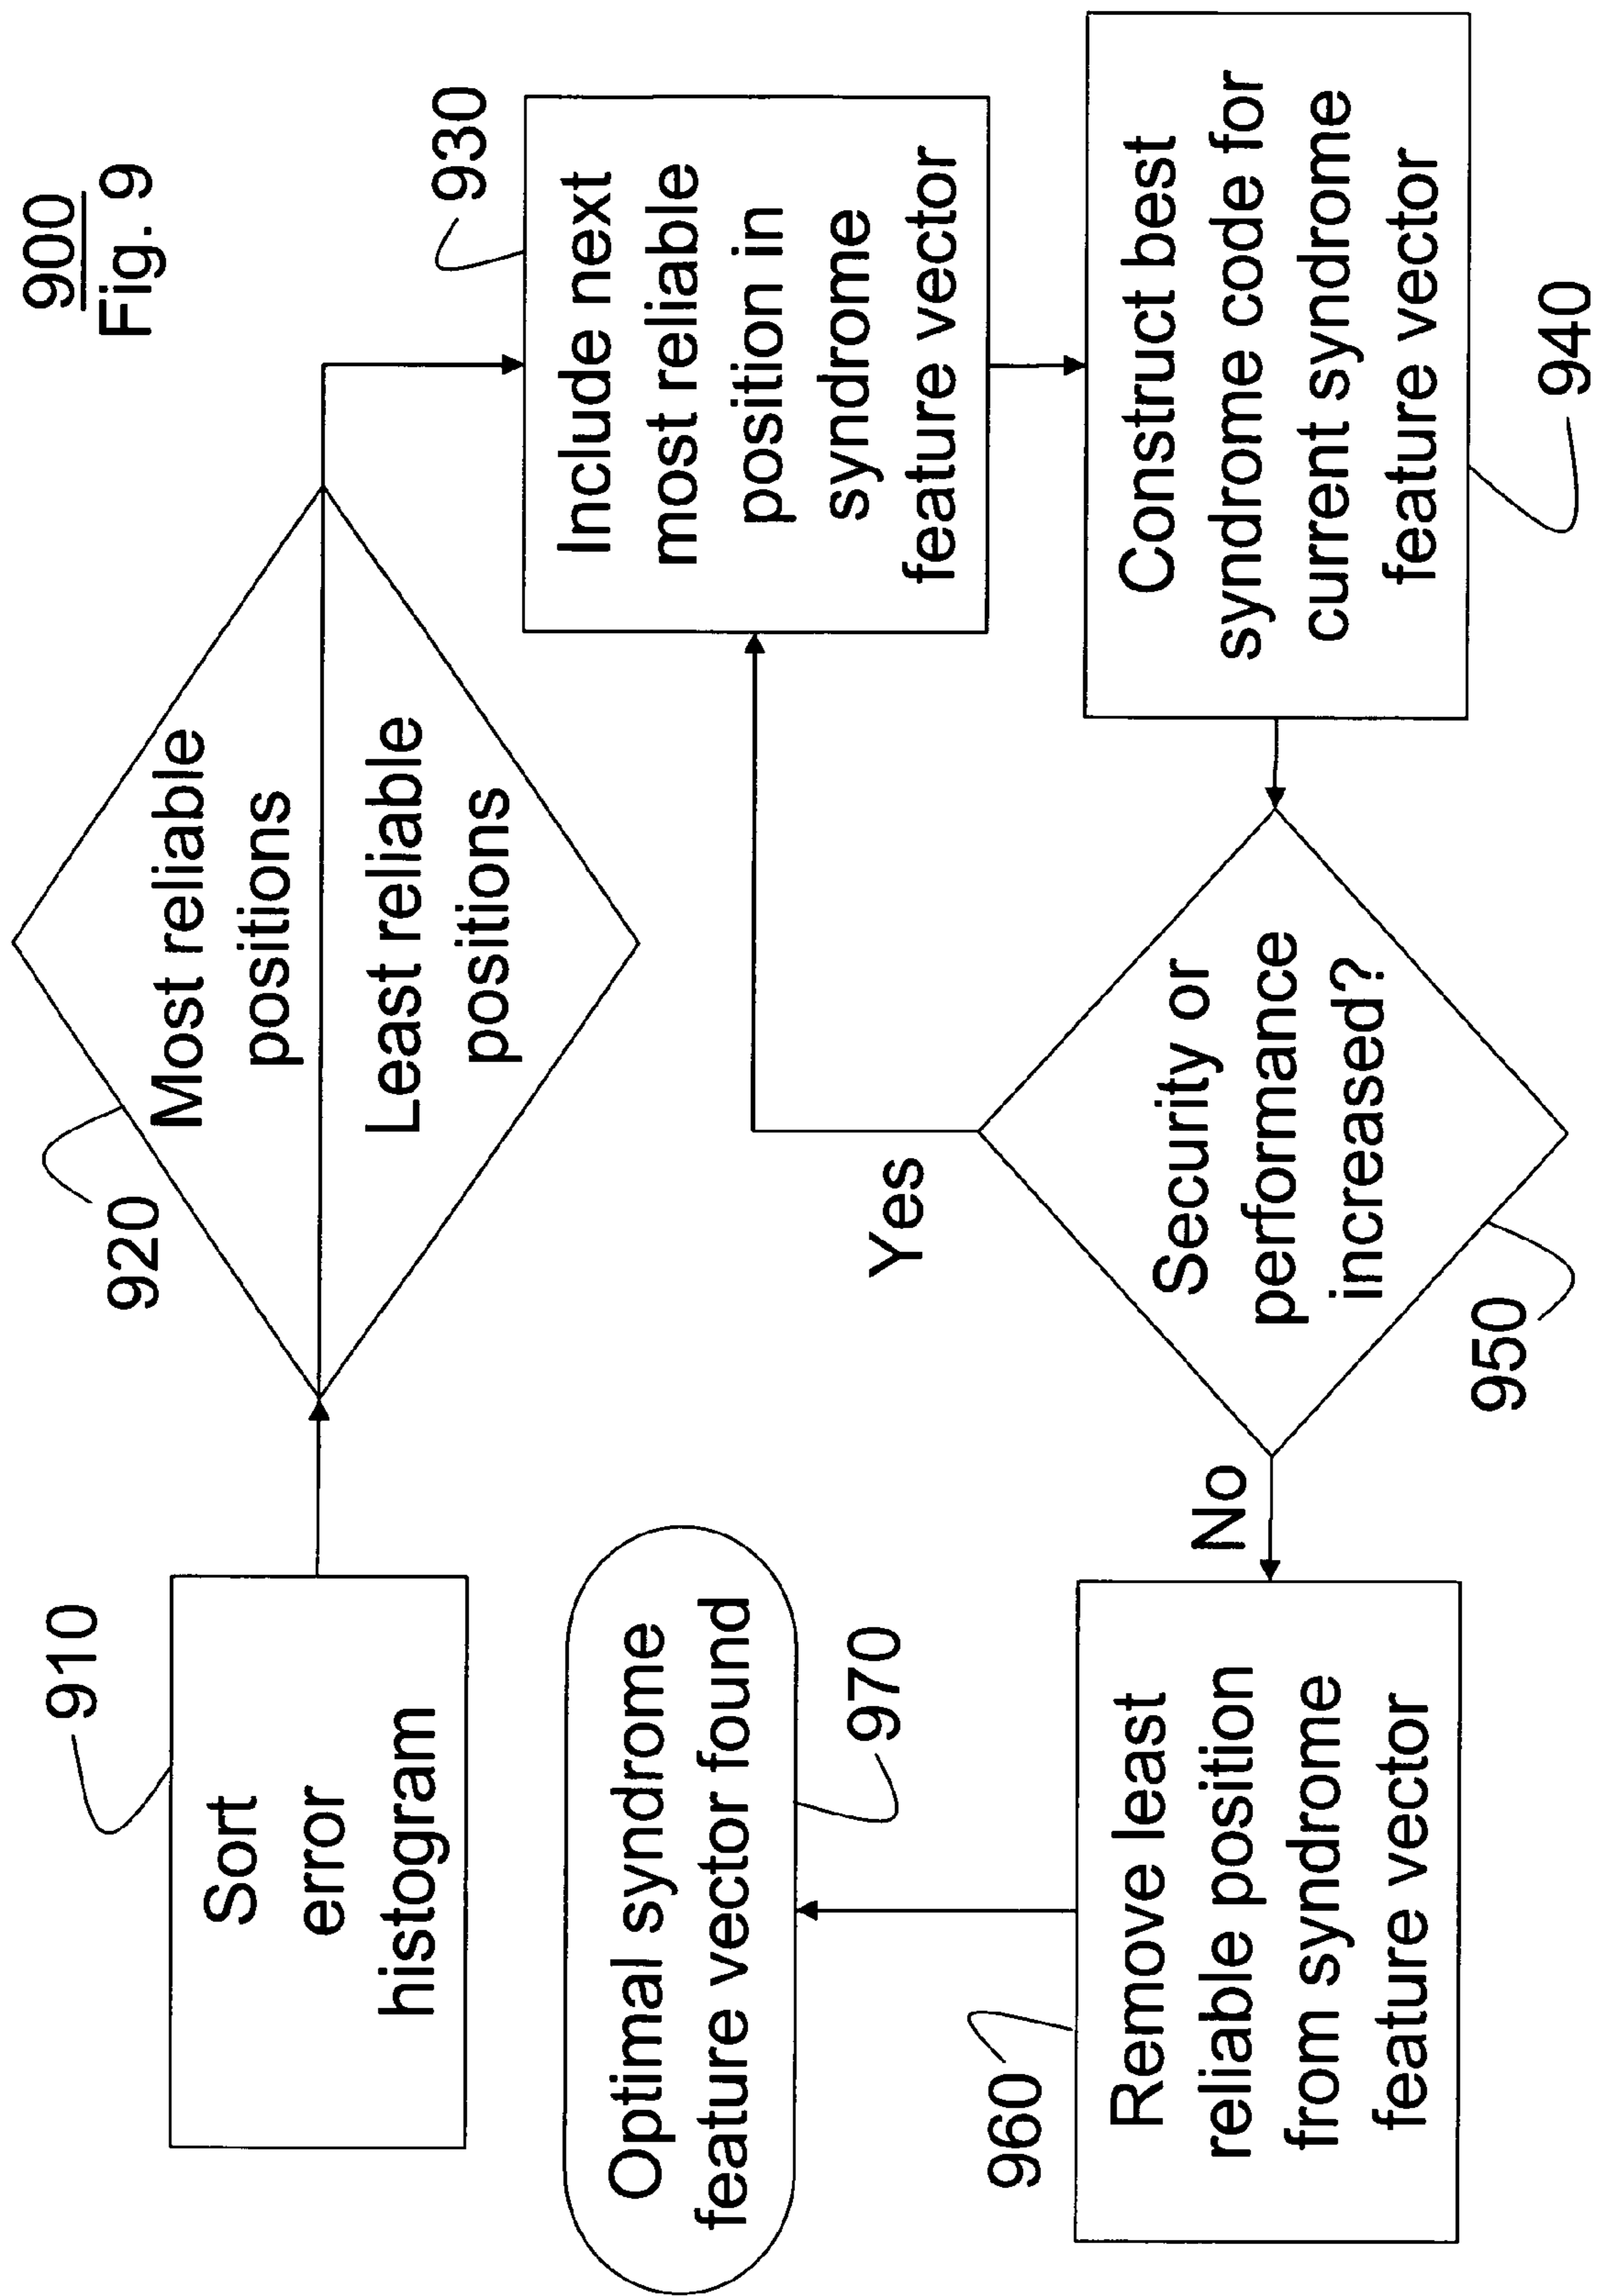 900
Fig. 9
910
Sort
error
histogram
920
Most reliable
positions
Least reliable
positions
930
Include next
most reliable
position in
syndrome
feature vector
940
Construct best
syndrome code for
current syndrome
feature vector
950
Security or
performance
increased?
Yes
No
960
Remove least
reliable position
from syndrome
feature vector
970
Optimal syndrome
feature vector found